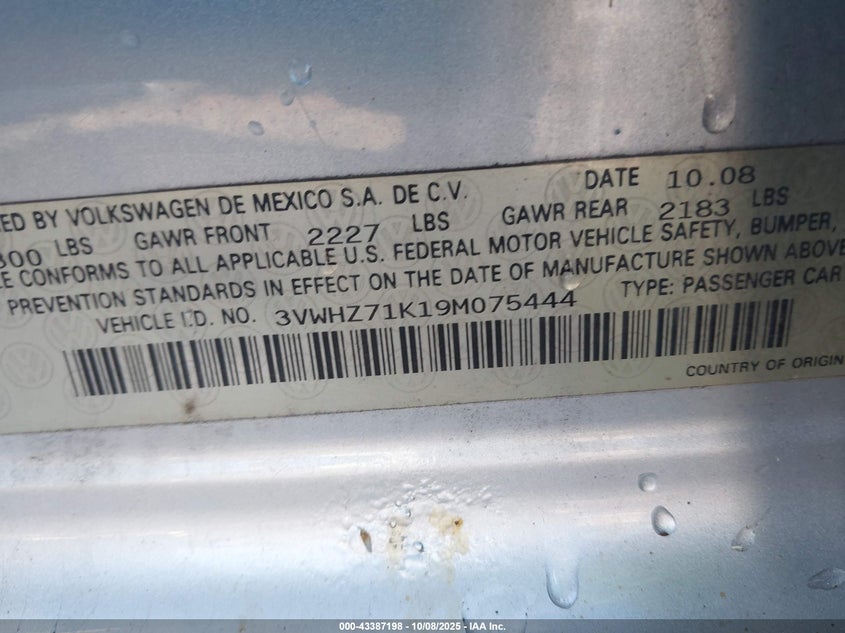 BY VOLKSWAGEN DE MEXICO S.A. DE C.V. DATE 10.08
LBS GAWR FRONT 2227 LBS GAWR REAR 2183 LBS
CONFORMS TO ALL APPLICABLE U.S. FEDERAL MOTOR VEHICLE SAFETY, BUMPER,
PREVENTION STANDARDS IN EFFECT ON THE DATE OF MANUFACTURE SHOWN ABOVE
VEHICLE I.D. NO. 3VWHZ71K19M075444 TYPE: PASSENGER CAR
COUNTRY OF ORIGIN
000-43387198 - 10/08/2025 - IAA Inc.